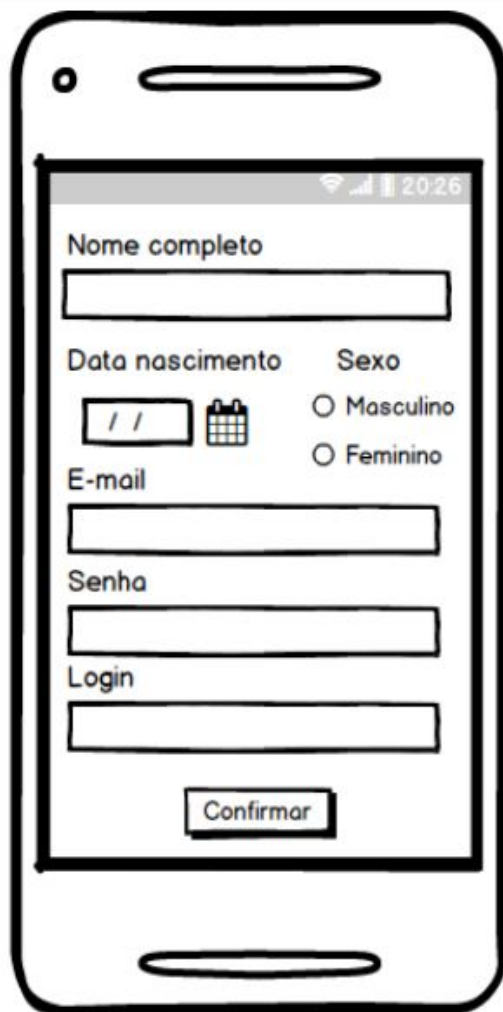 20:26
Nome completo
Data nascimento Sexo
/ / Masculino
Feminino
E-mail
Senha
Login
Confirmar